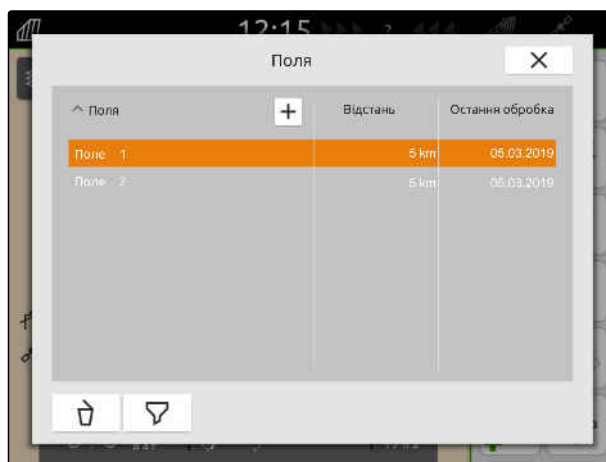 12:15
?
Поля
^ Поля + Відстань Остання обробка
Поле 1 5 km 05.03.2019
Поле 2 5 km 05.03.2019